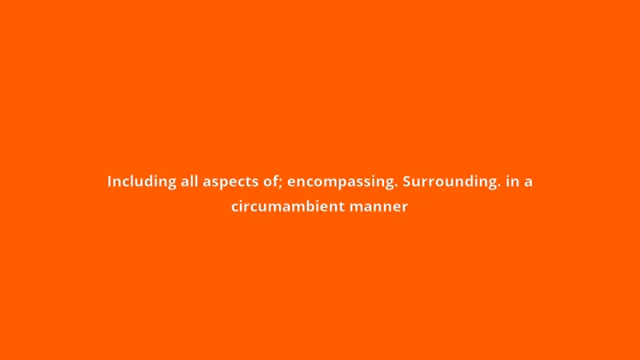 Including all aspects of; encompassing. Surrounding. in a
circumambient manner